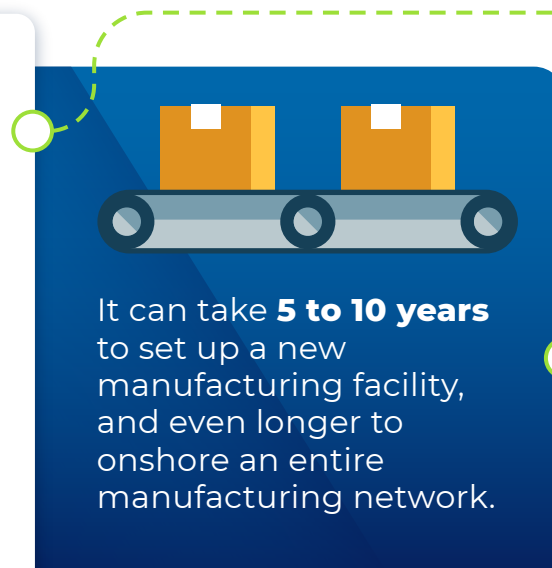 It can take 5 to 10 years
to set up a new
manufacturing facility,
and even longer to
onshore an entire
manufacturing network.